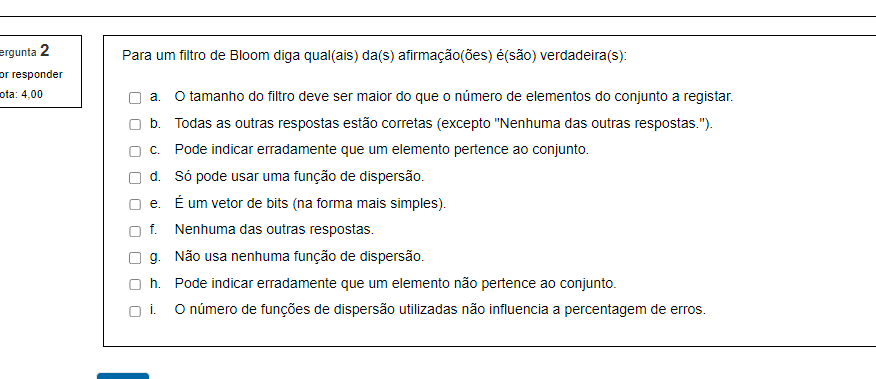 ergunta 2
or responder
ota: 4,00
Para um filtro de Bloom diga qual(ais) da(s) afirmação(ões) é(são) verdadeira(s):
a. O tamanho do filtro deve ser maior do que o número de elementos do conjunto a registar.
b. Todas as outras respostas estão corretas (excepto "Nenhuma das outras respostas.").
c. Pode indicar erradamente que um elemento pertence ao conjunto.
d. Só pode usar uma função de dispersão.
e. É um vetor de bits (na forma mais simples).
f. Nenhuma das outras respostas.
g. Não usa nenhuma função de dispersão.
h. Pode indicar erradamente que um elemento não pertence ao conjunto.
i. O número de funções de dispersão utilizadas não influencia a percentagem de erros.